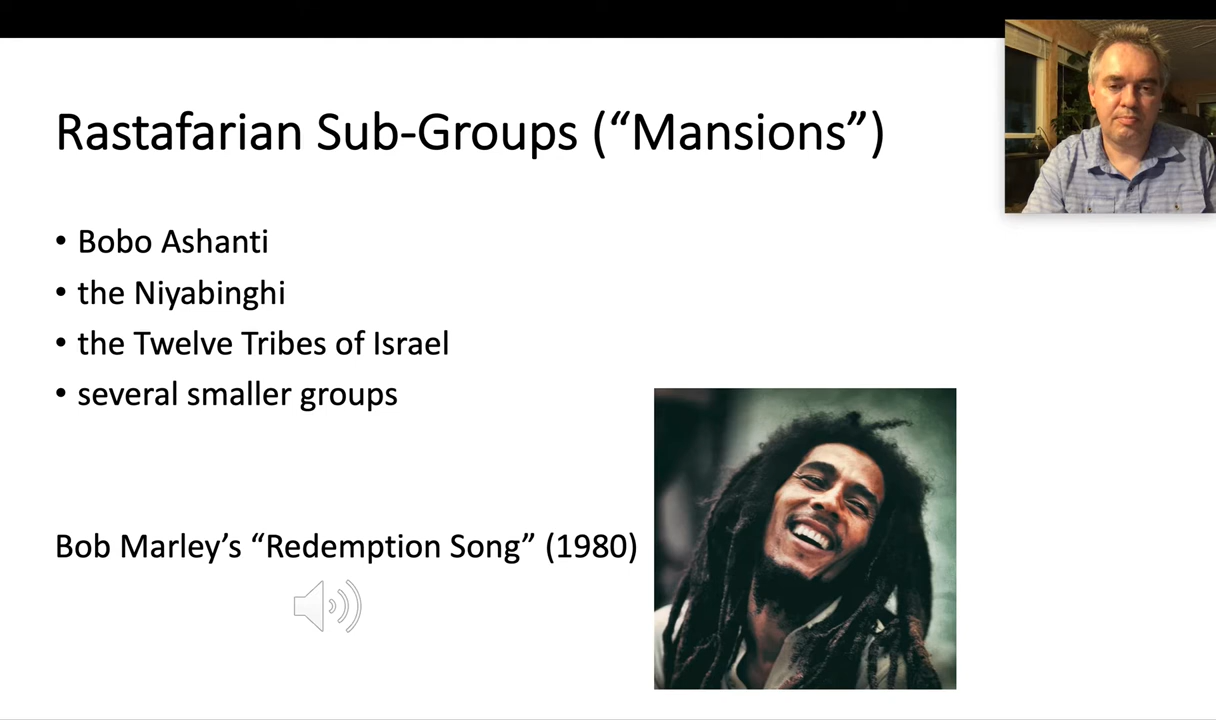 Rastafarian Sub-Groups (“Mansions”)
• Bobo Ashanti
• the Niyabinghi
• the Twelve Tribes of Israel
• several smaller groups
Bob Marley’s “Redemption Song” (1980)